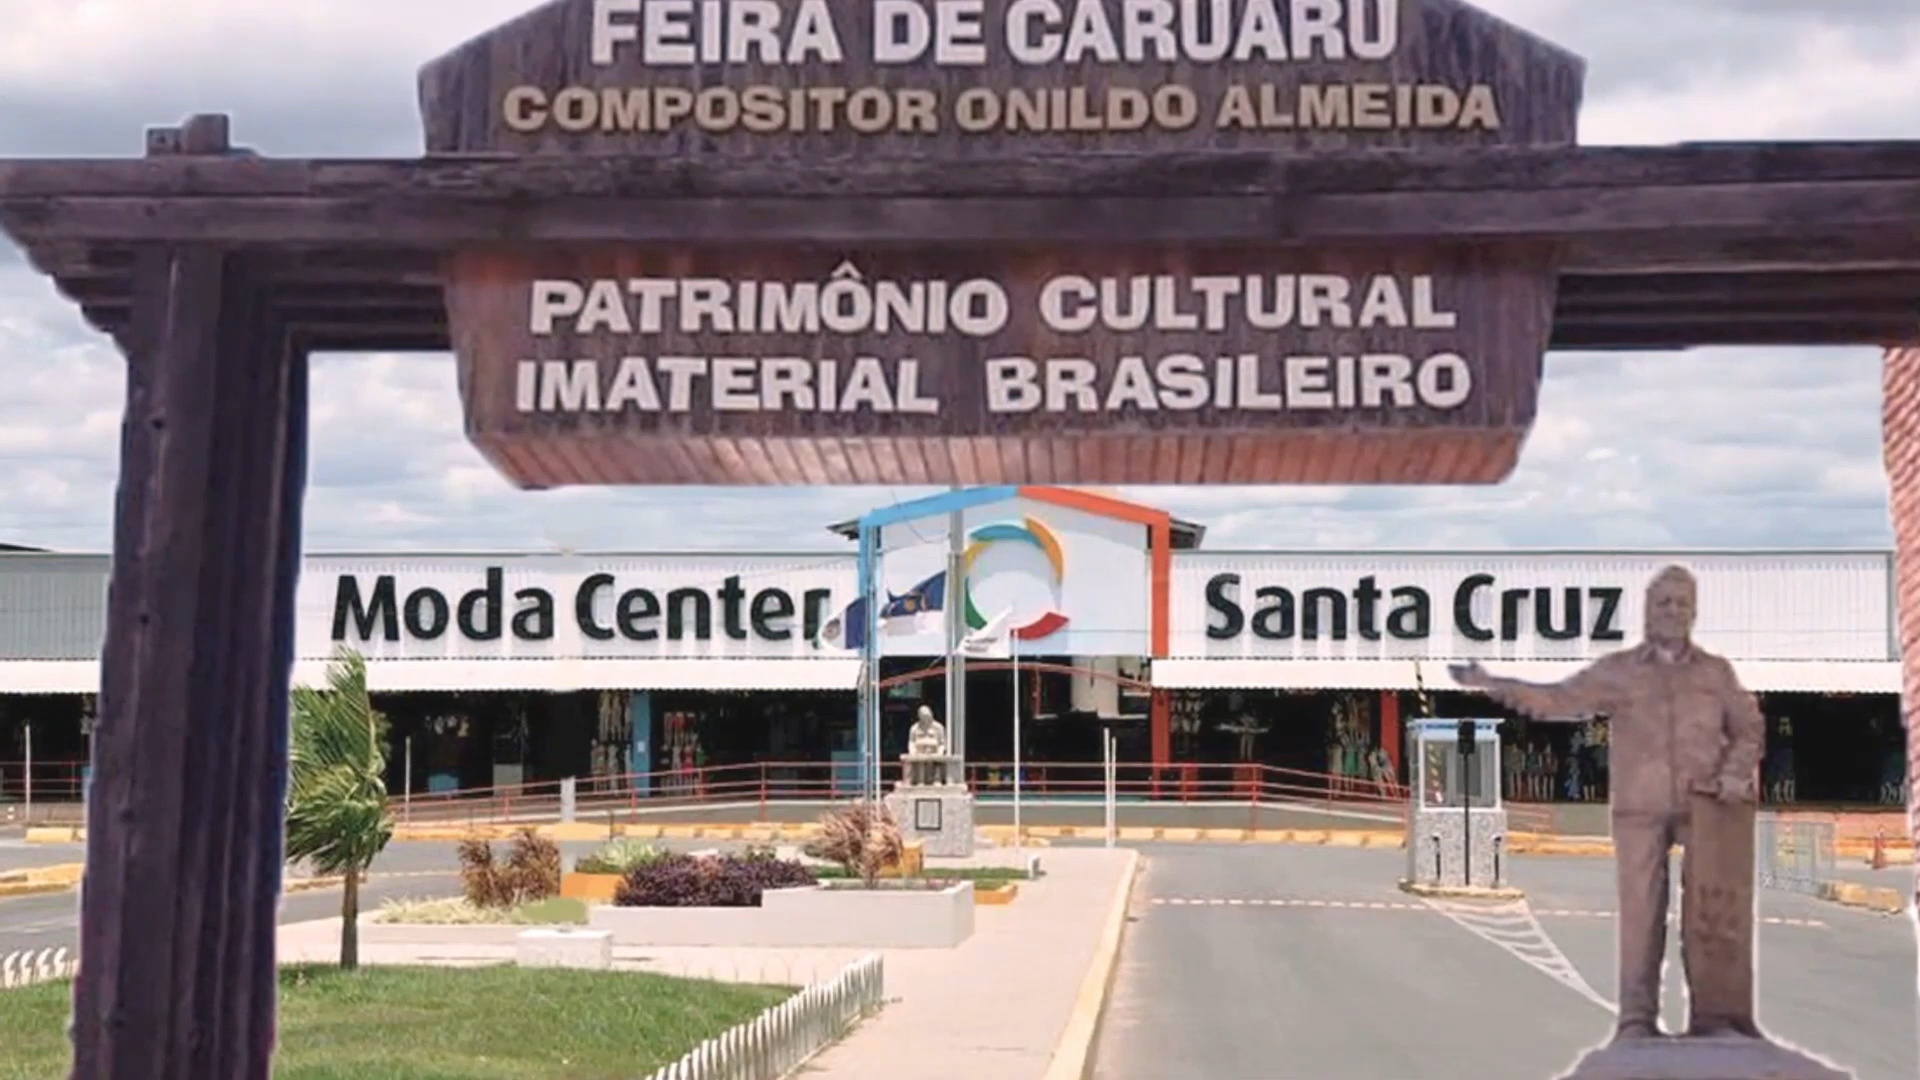 FEIRA DE CARUARU
COMPOSITOR ONILDO ALMEIDA
PATRIMÔNIO CULTURAL
IMATERIAL BRASILEIRO
Moda Center
Santa Cruz